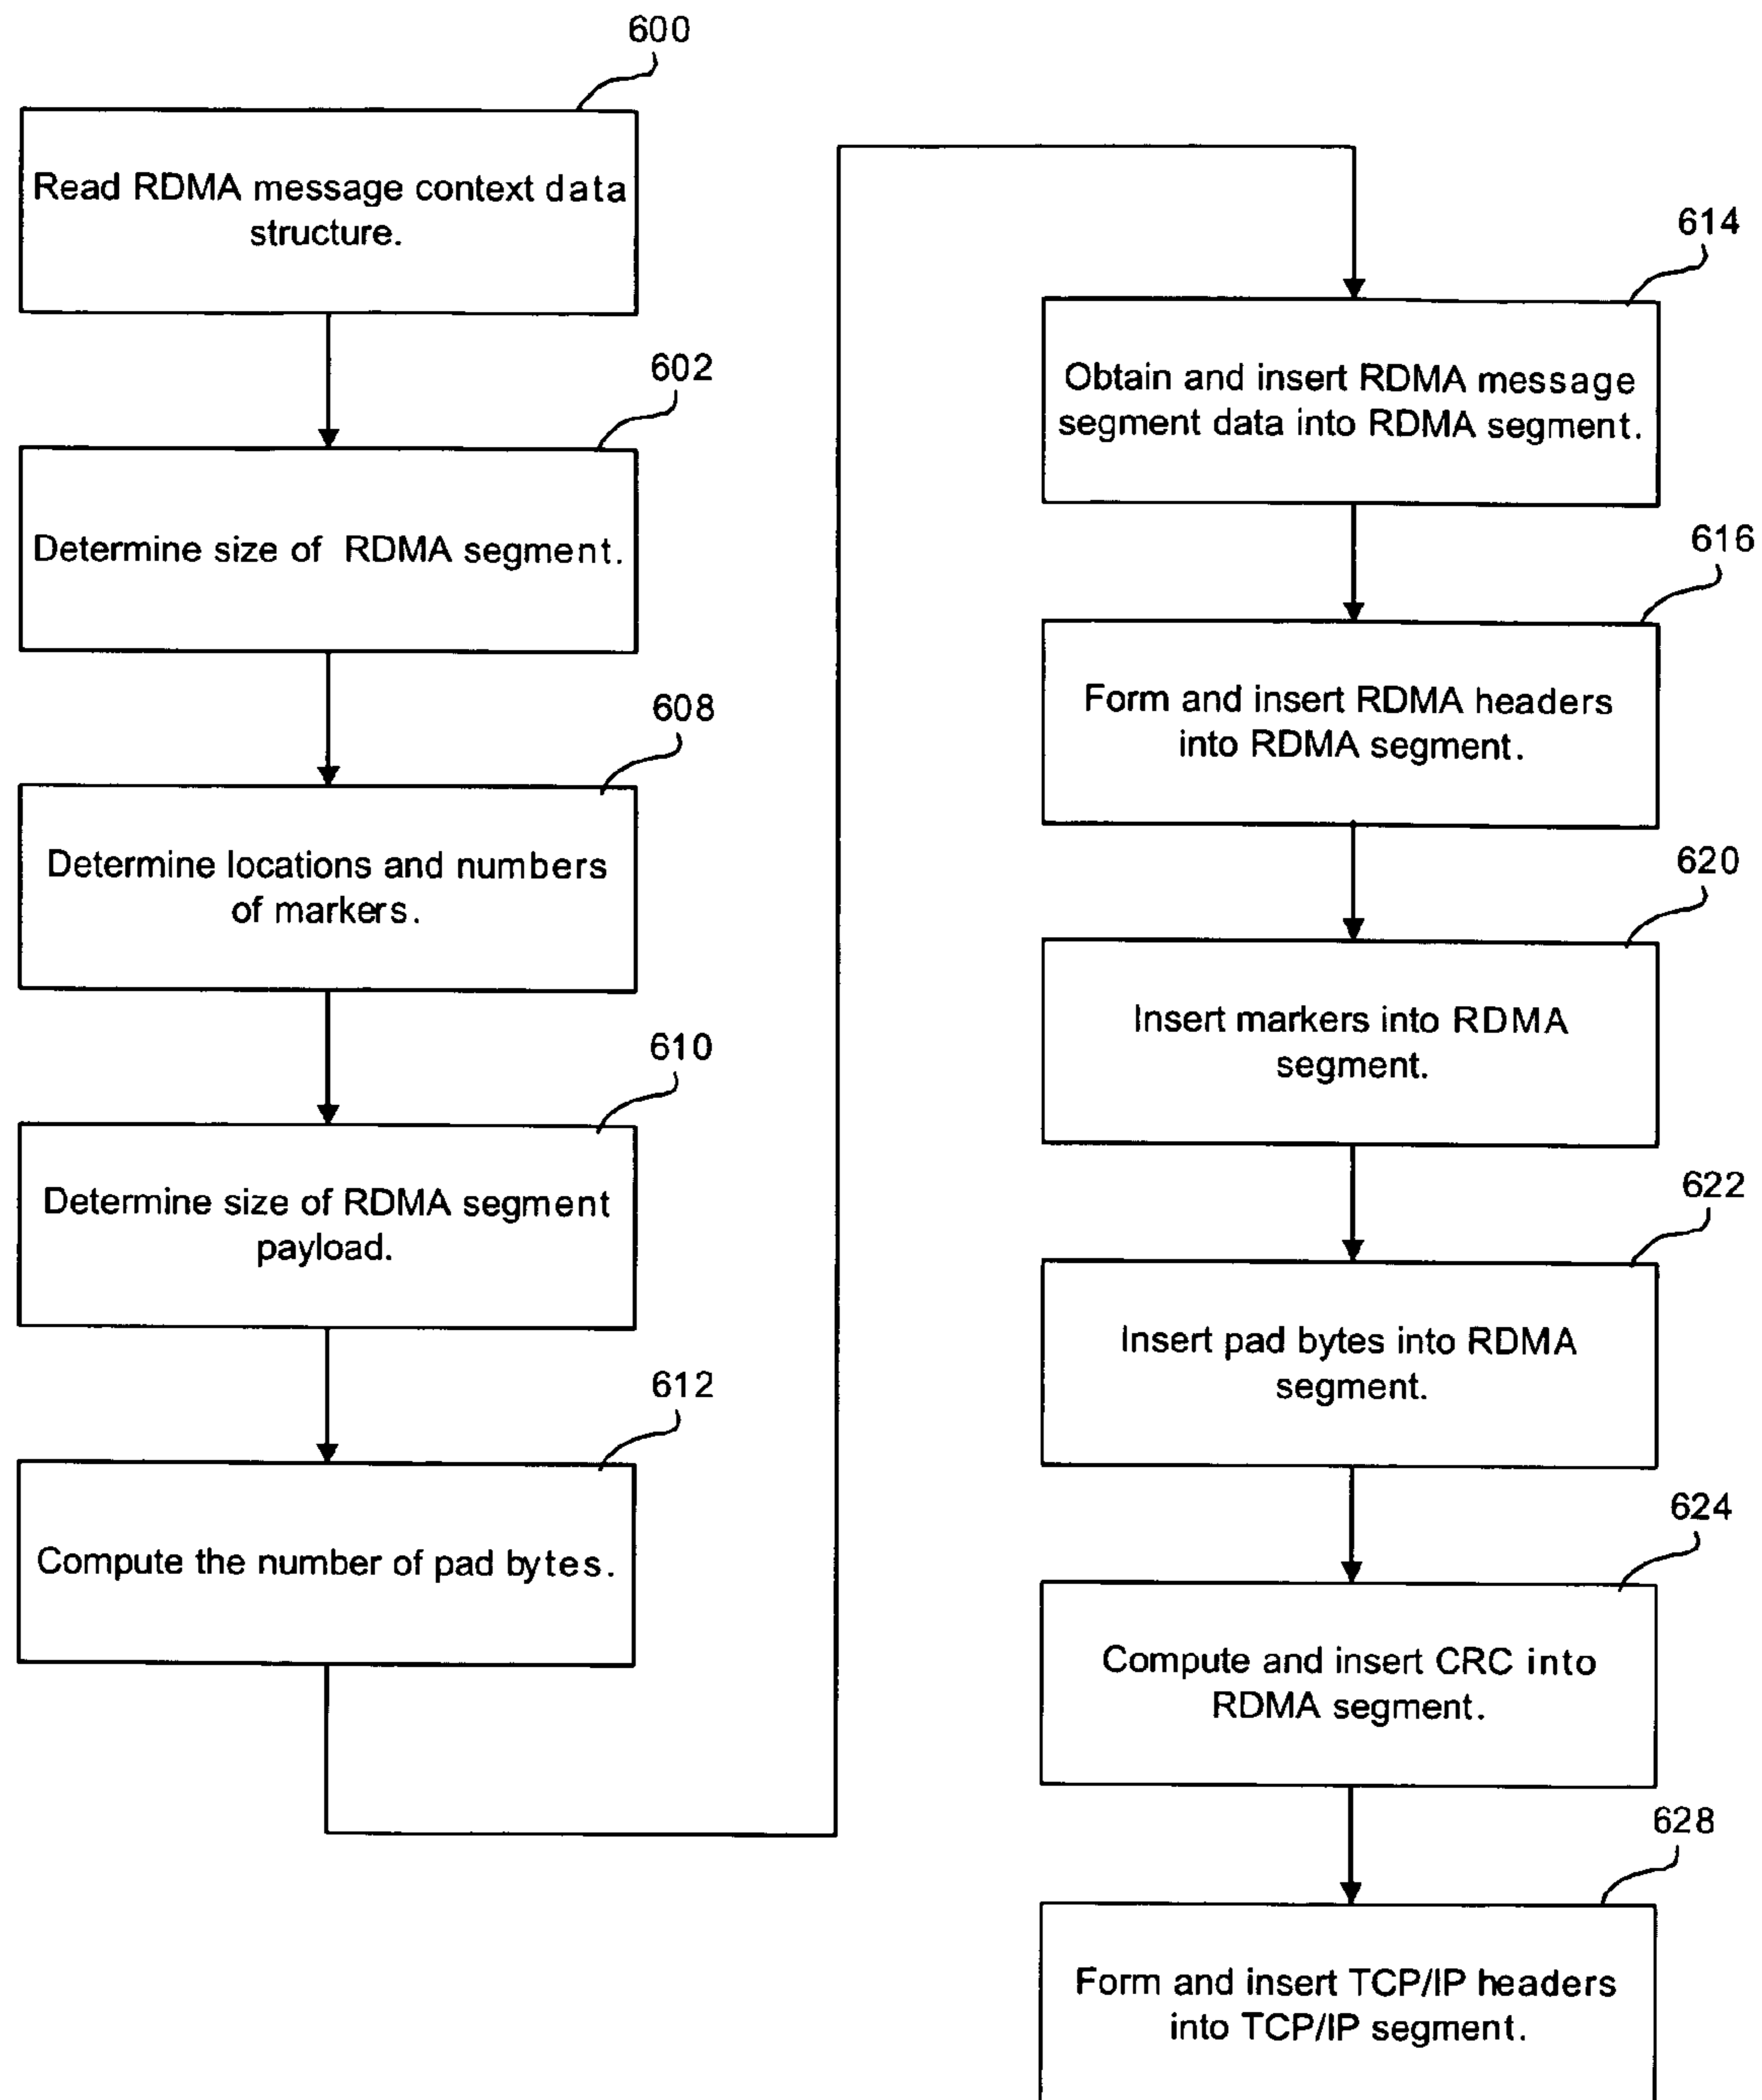 600
Read RDMA message context data
structure.
602
Determine size of RDMA segment.
608
Determine locations and numbers
of markers.
610
Determine size of RDMA segment
payload.
612
Compute the number of pad bytes.
614
Obtain and insert RDMA message
segment data into RDMA segment.
616
Form and insert RDMA headers
into RDMA segment.
620
Insert markers into RDMA
segment.
622
Insert pad bytes into RDMA
segment.
624
Compute and insert CRC into
RDMA segment.
628
Form and insert TCP/IP headers
into TCP/IP segment.